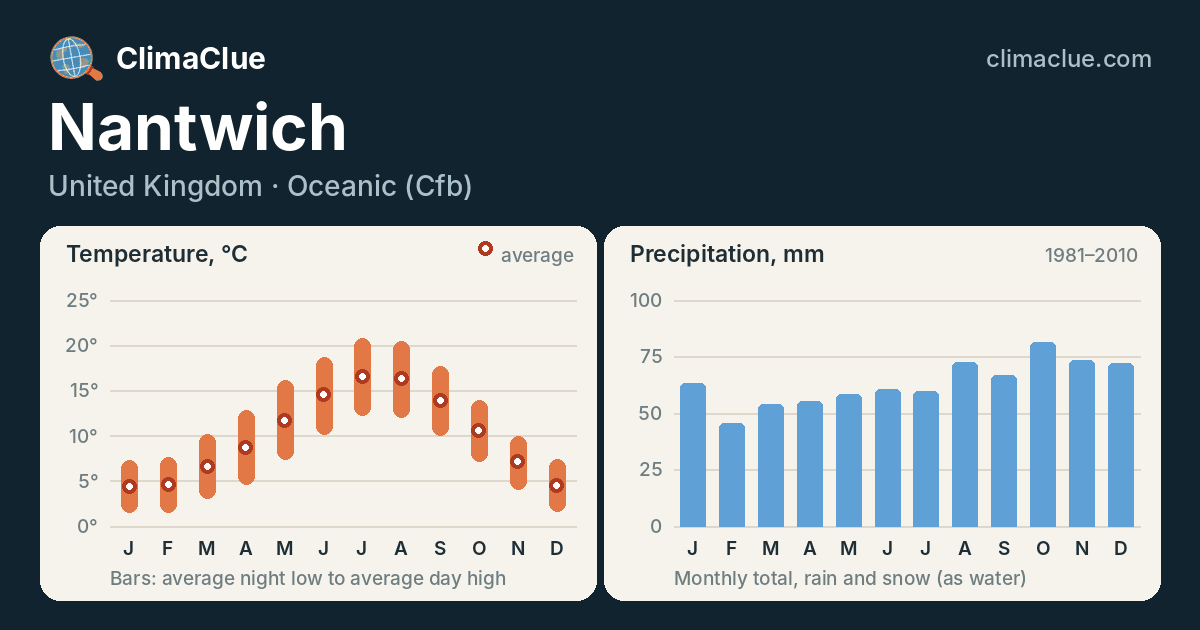 ClimaClue
climaclue.com
Nantwich
United Kingdom · Oceanic (Cfb)
Temperature, °C
average
25°
20°
15°
10°
5°
0°
J F M A M J J A S O N D
Bars: average night low to average day high
Precipitation, mm
1981–2010
100
75
50
25
0
J F M A M J J A S O N D
Monthly total, rain and snow (as water)